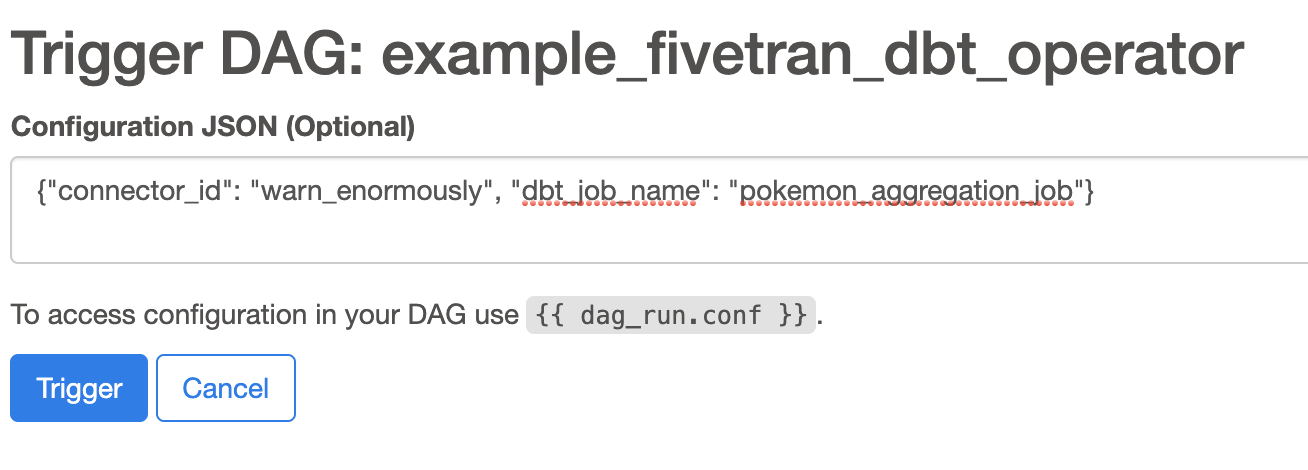 Trigger DAG: example_fivetran_dbt_operator
Configuration JSON (Optional)
{"connector_id": "warn_enormously", "dbt_job_name": "pokemon_aggregation_job"}
To access configuration in your DAG use {{ dag_run.conf }}.
Trigger Cancel